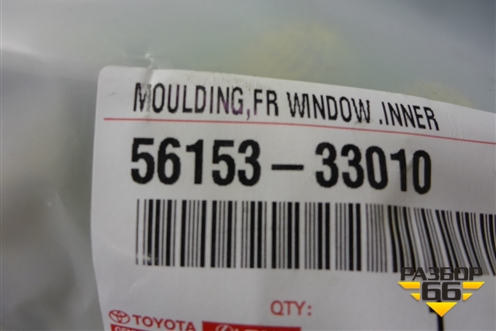 MOULDING,FR WINDOW .INNER
56153-33010
QTY:
TOYOTA
РАЗБОР
66